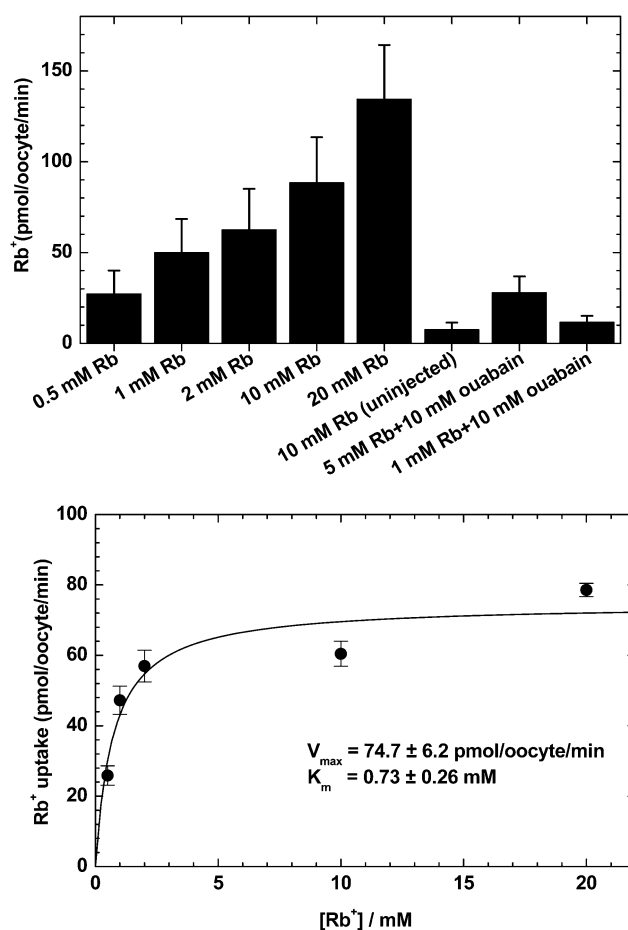 150
100
50
0
Rb+(pmol/oocyte/min)
0.5 mM Rb
1 mM Rb
2 mM Rb
10 mM Rb
20 mM Rb
10 mM Rb (uninjected)
5 mM Rb+10 mM ouabain
1 mM Rb+10 mM ouabain
100
80
60
40
20
0
Rb+ uptake (pmol/oocyte/min)
Vmax = 74.7 ± 6.2 pmol/oocyte/min
Km = 0.73 ± 0.26 mM
0 5 10 15 20
[Rb+] / mM